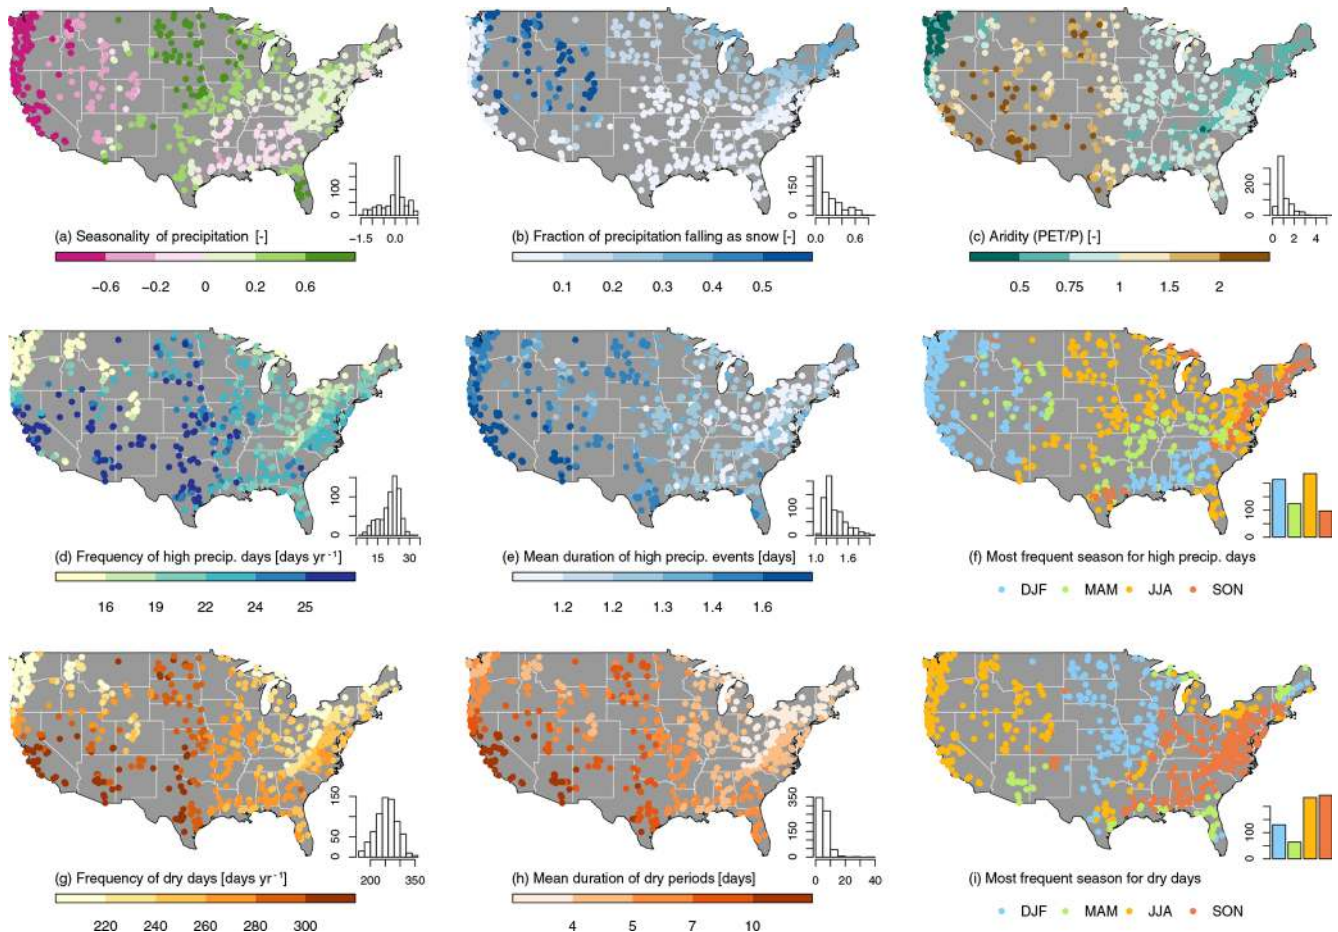 100
0
-1.5 0.0
(a) Seasonality of precipitation [-]
−0.6 −0.2 0 0.2 0.6
150
0
0.0 0.6
(b) Fraction of precipitation falling as snow [-]
0.1 0.2 0.3 0.4 0.5
200
0
0 2 4
(c) Aridity (PET/P) [-]
0.5 0.75 1 1.5 2
100
0
15 30
(d) Frequency of high precip. days [days yr⁻¹]
16 19 22 24 25
100
0
1.0 1.6
(e) Mean duration of high precip. events [days]
1.2 1.2 1.3 1.4 1.6
100
0
(f) Most frequent season for high precip. days
DJF MAM JJA SON
150
50
0
200 350
(g) Frequency of dry days [days yr⁻¹]
220 240 260 280 300
350
150
0
0 20 40
(h) Mean duration of dry periods [days]
4 5 7 10
100
0
(i) Most frequent season for dry days
DJF MAM JJA SON